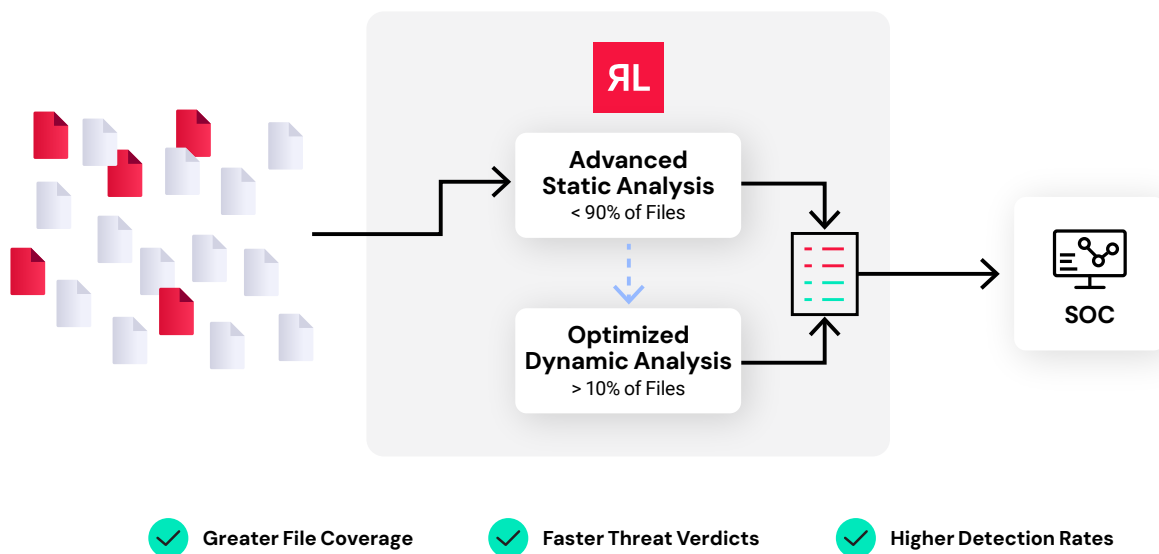 ЯL
Advanced
Static Analysis
< 90% of Files
Optimized
Dynamic Analysis
> 10% of Files
SOC
Greater File Coverage
Faster Threat Verdicts
Higher Detection Rates